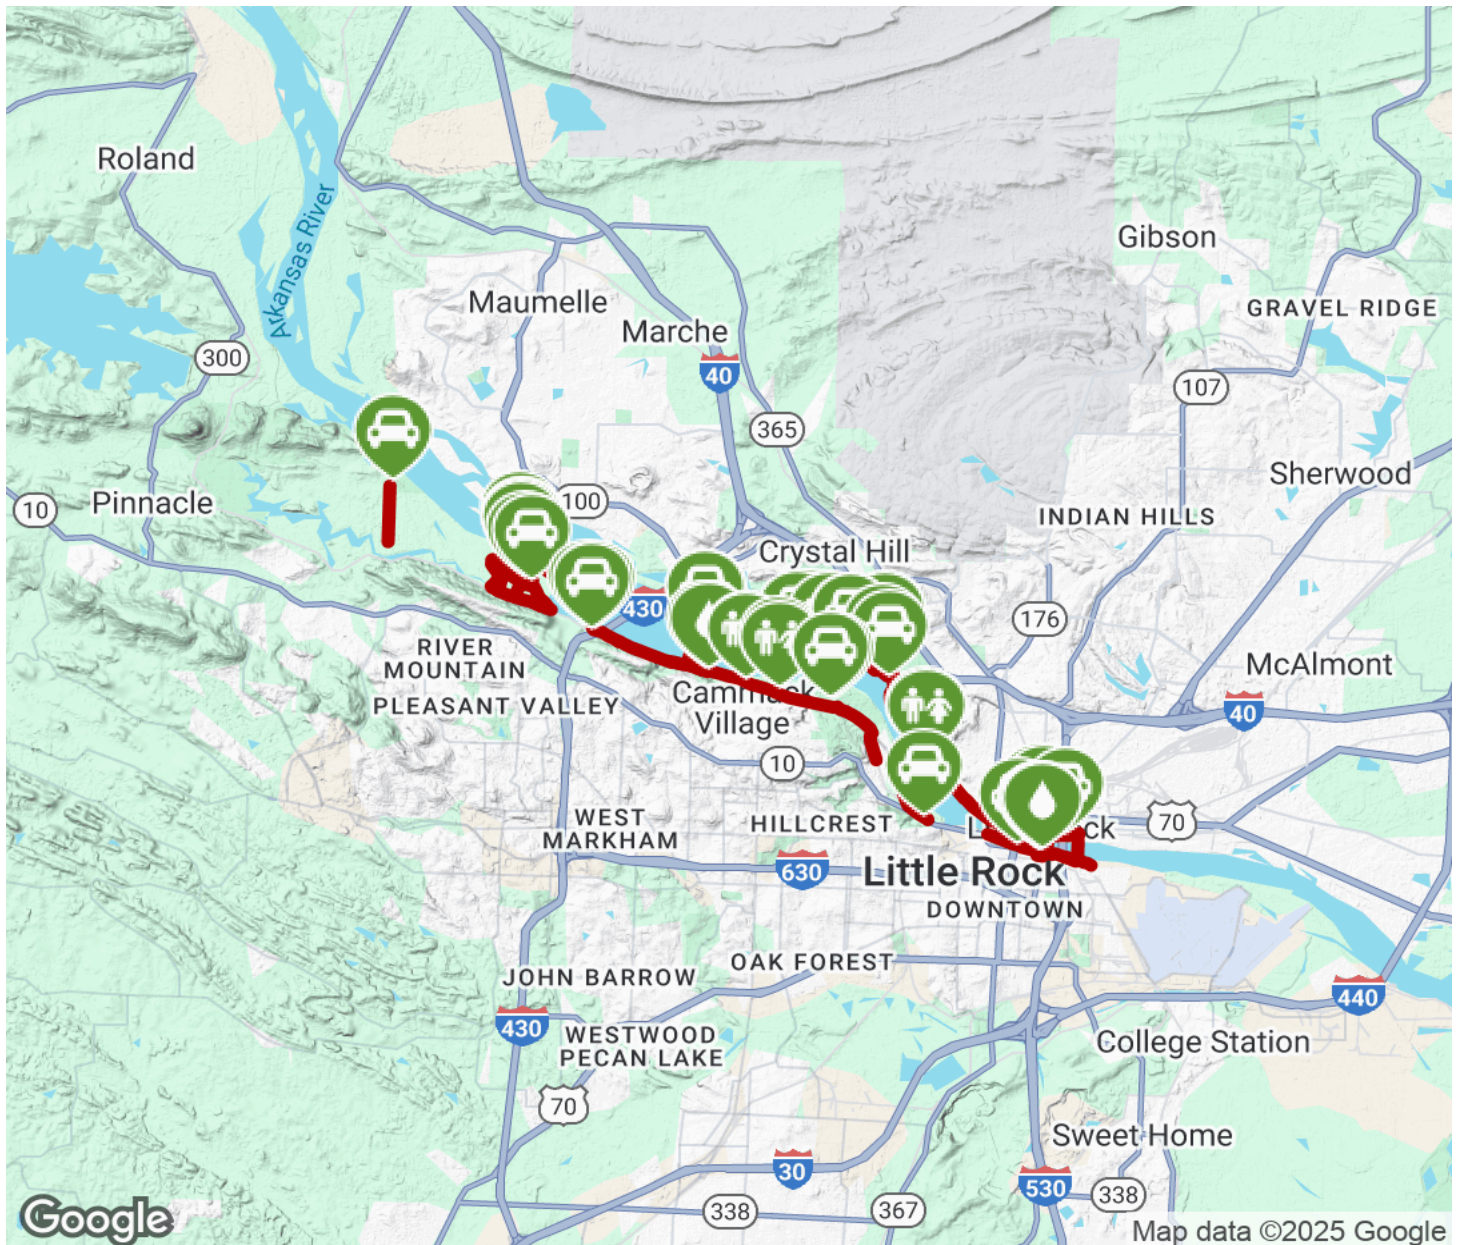 Roland
Arkansas River
Gibson
Maumelle
GRAVEL RIDGE
Marche
300
40
107
365
Sherwood
10
Pinnacle
100
INDIAN HILLS
Crystal Hill
430
176
RIVER
MOUNTAIN
McAlmont
PLEASANT VALLEY
Cammack
Village
40
10
WEST
MARKHAM
HILLCREST
70
630
Little Rock
DOWNTOWN
OAK FOREST
JOHN BARROW
440
430
WESTWOOD
PECAN LAKE
College Station
70
Sweet Home
30
530
338
338
367
Google
Map data ©2025 Google